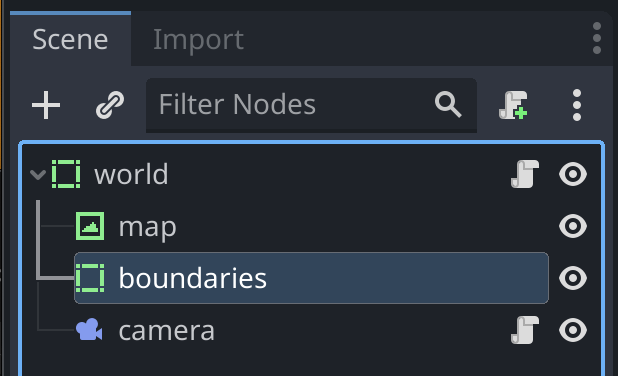 Scene Import
Filter Nodes
world
map
boundaries
camera